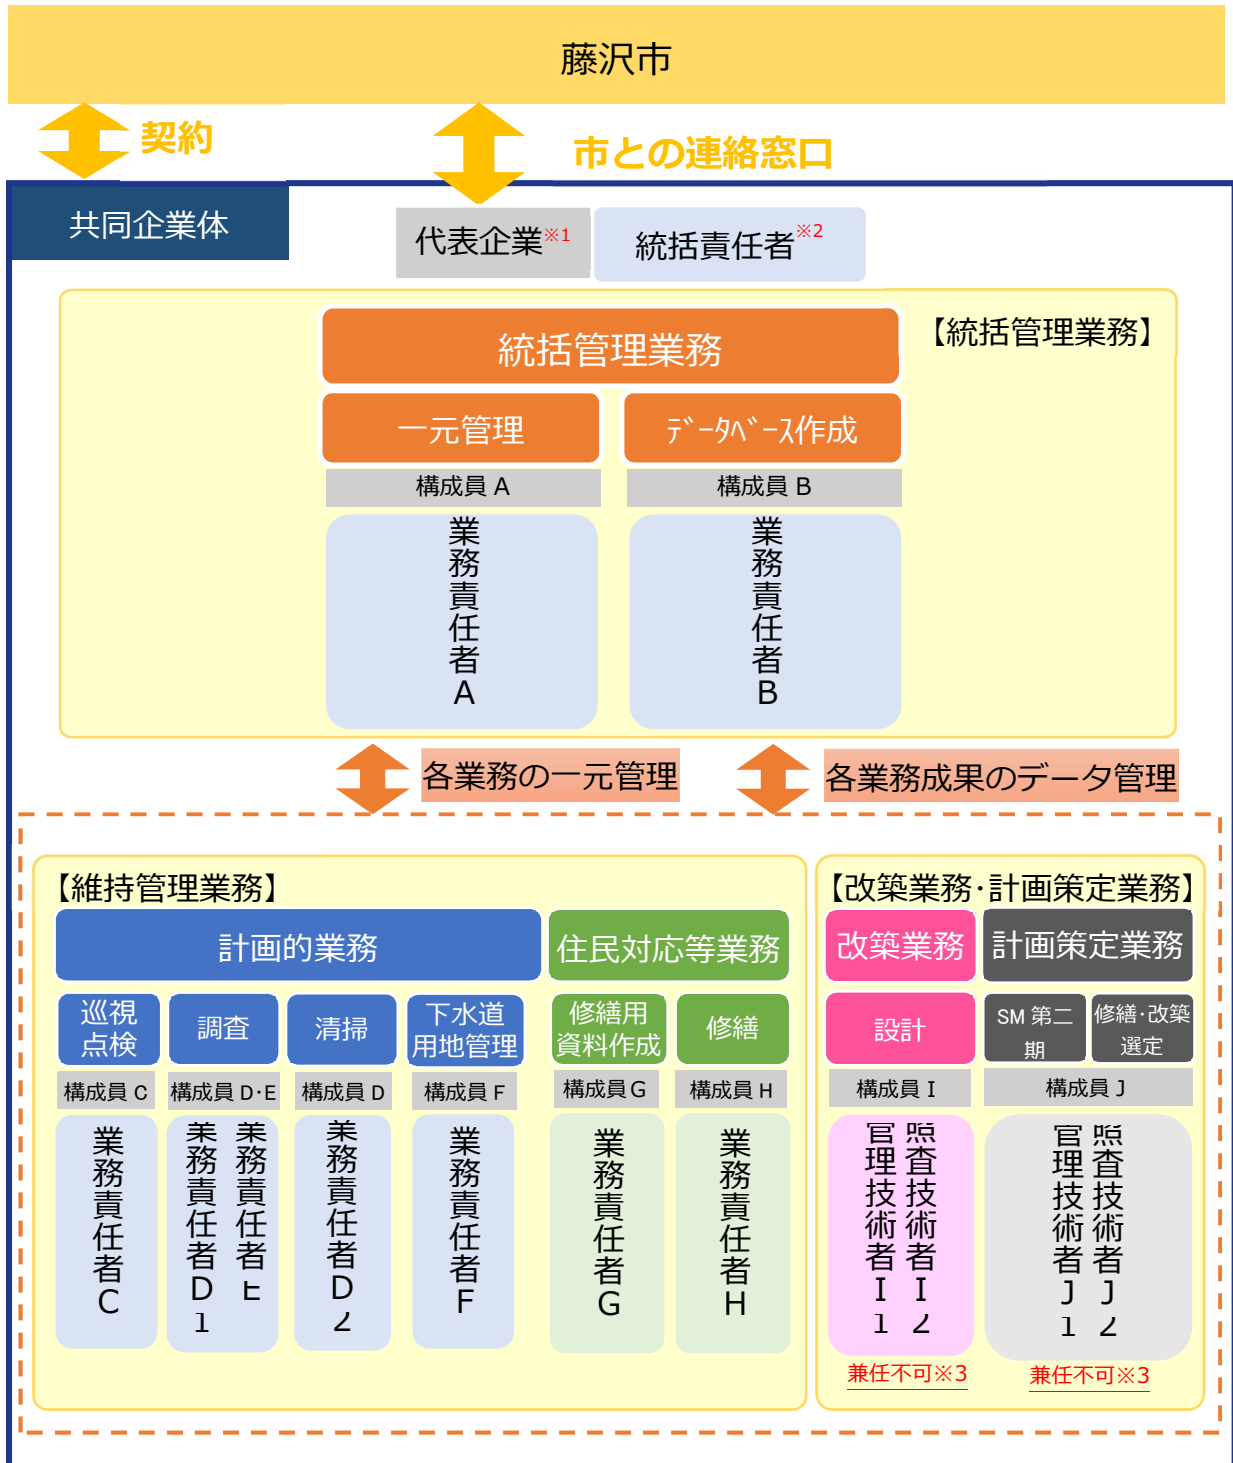 藤沢市
契約
市との連絡窓口
共同企業体
代表企業※1
統括責任者※2
【統括管理業務】
統括管理業務
一元管理
ﾃﾞｰﾀﾍﾞｰｽ作成
構成員 A
構成員 B
業務責任者A
業務責任者B
各業務の一元管理
各業務成果のデータ管理
【維持管理業務】
計画的業務
住民対応等業務
巡視
点検
調査
清掃
下水道
用地管理
修繕用
資料作成
修繕
構成員 C
構成員 D･E
構成員 D
構成員 F
構成員 G
構成員 H
業務責任者C
業務責任者D1
業務責任者E
業務責任者D2
業務責任者F
業務責任者G
業務責任者H
【改築業務･計画策定業務】
改築業務
計画策定業務
設計
SM 第二
期
修繕･改築
選定
構成員 I
構成員 J
管理技術者I1
照査技術者I2
管理技術者J1
照査技術者J2
兼任不可※3
兼任不可※3